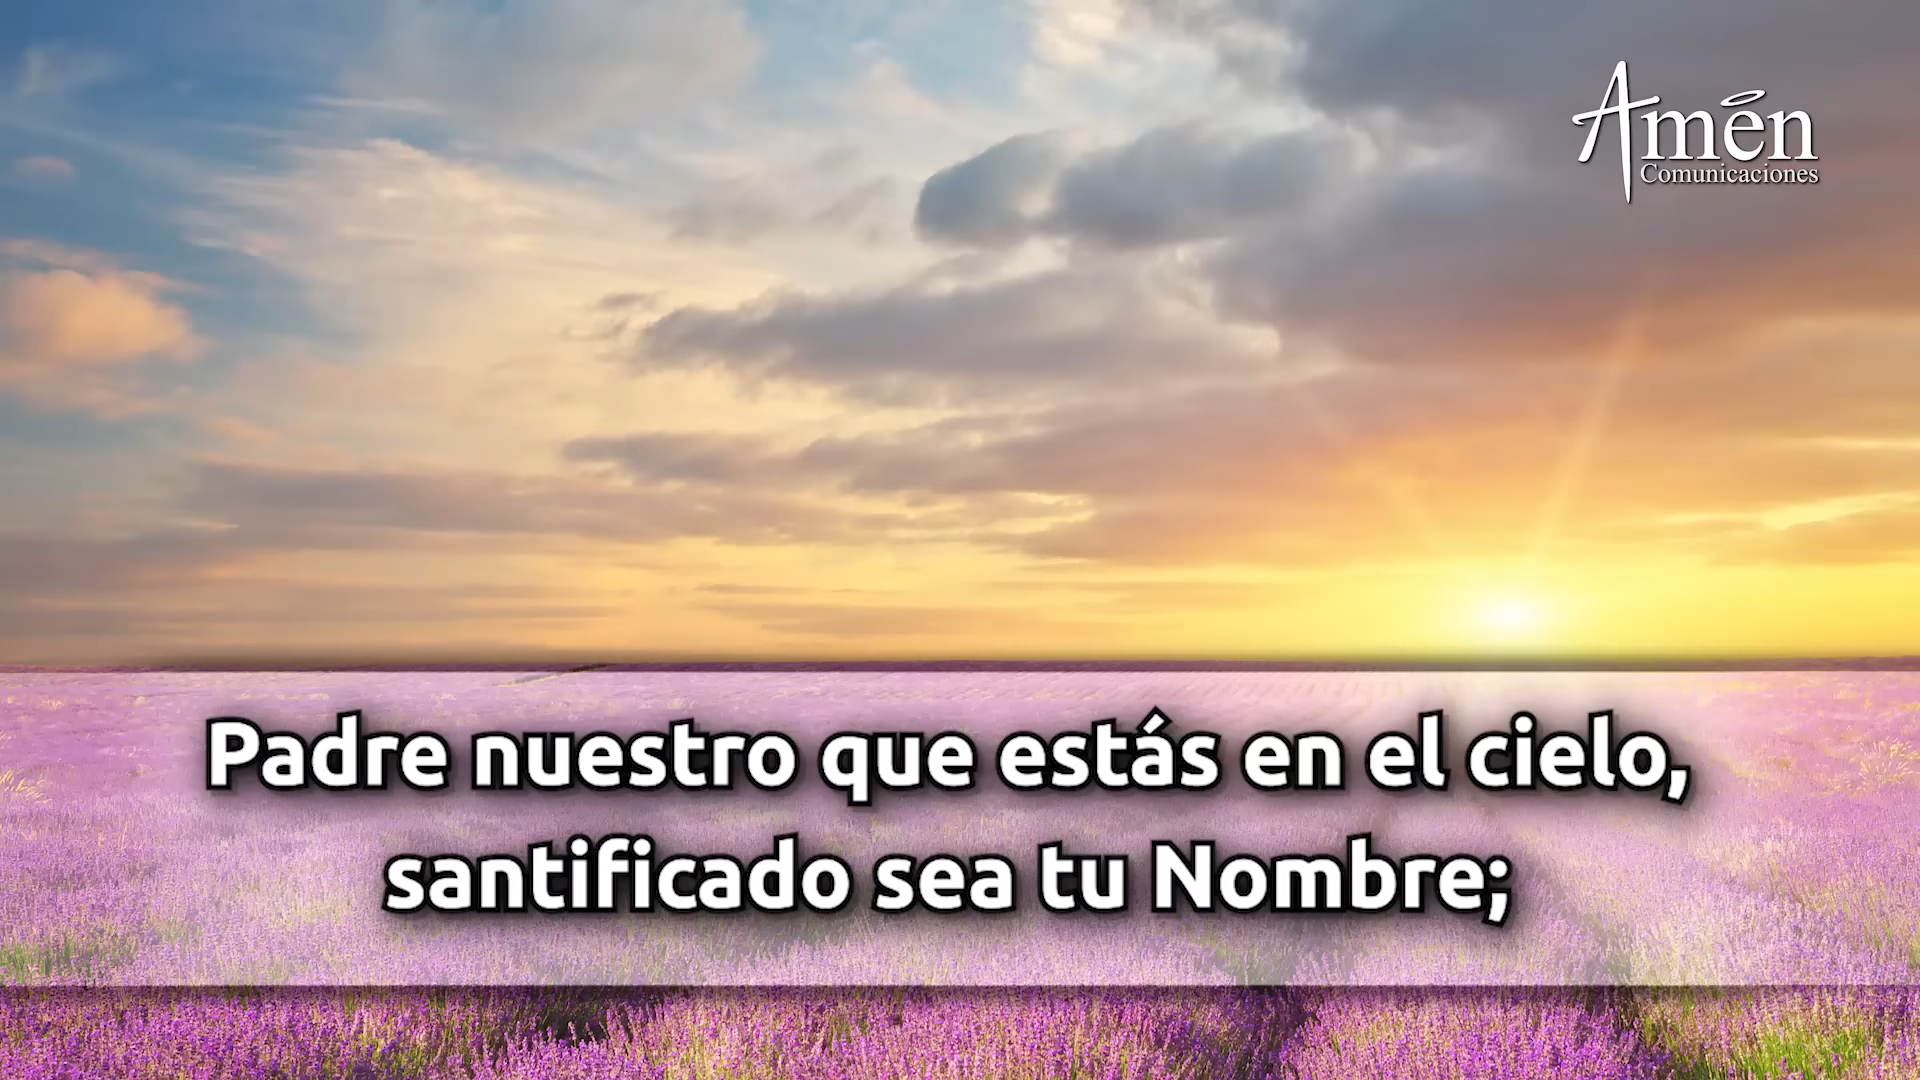 Amén
Comunicaciones
Padre nuestro que estás en el cielo,
santificado sea tu Nombre;